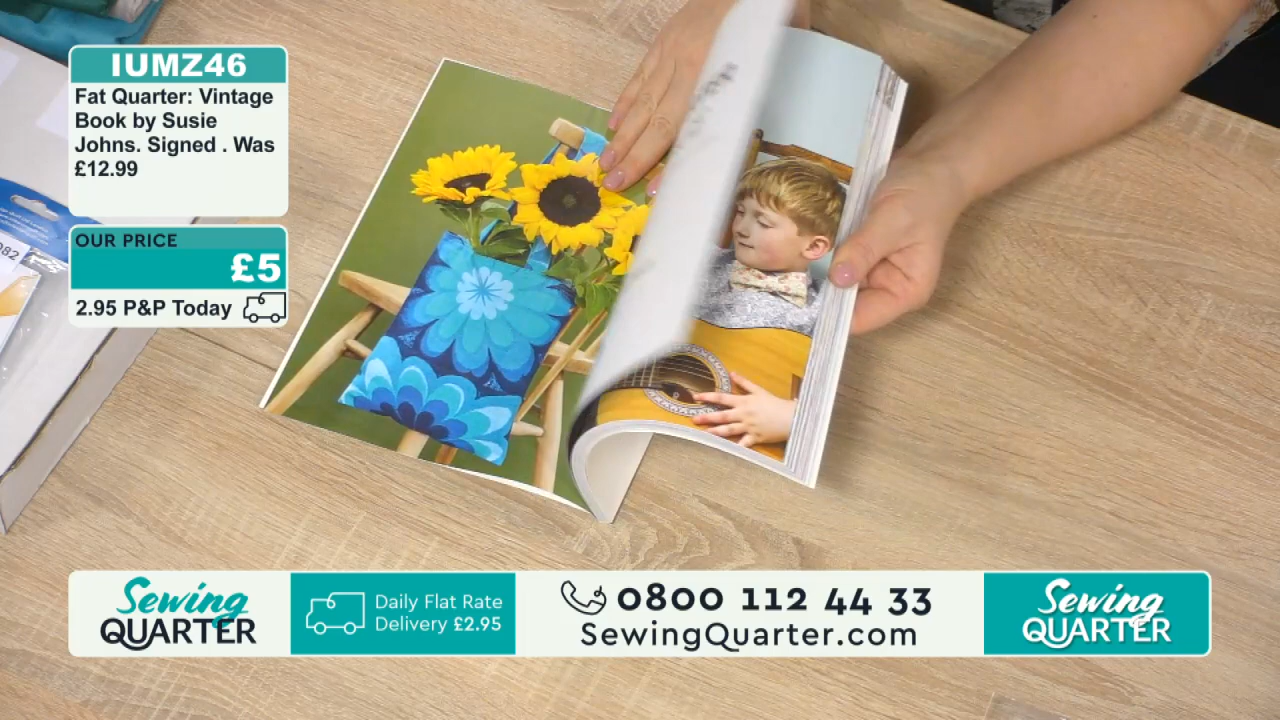 IUMZ46
Fat Quarter: Vintage
Book by Susie
Johns. Signed . Was
£12.99
OUR PRICE
£5
2.95 P&P Today
Sewing
QUARTER
Daily Flat Rate
Delivery £2.95
0800 112 44 33
SewingQuarter.com
Sewing
QUARTER